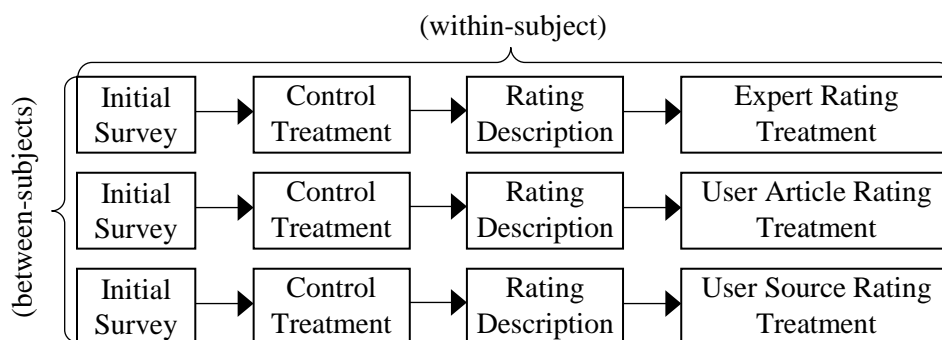 (within-subject)
(between-subjects)
Initial
Survey
Control
Treatment
Rating
Description
Expert Rating
Treatment
Initial
Survey
Control
Treatment
Rating
Description
User Article Rating
Treatment
Initial
Survey
Control
Treatment
Rating
Description
User Source Rating
Treatment